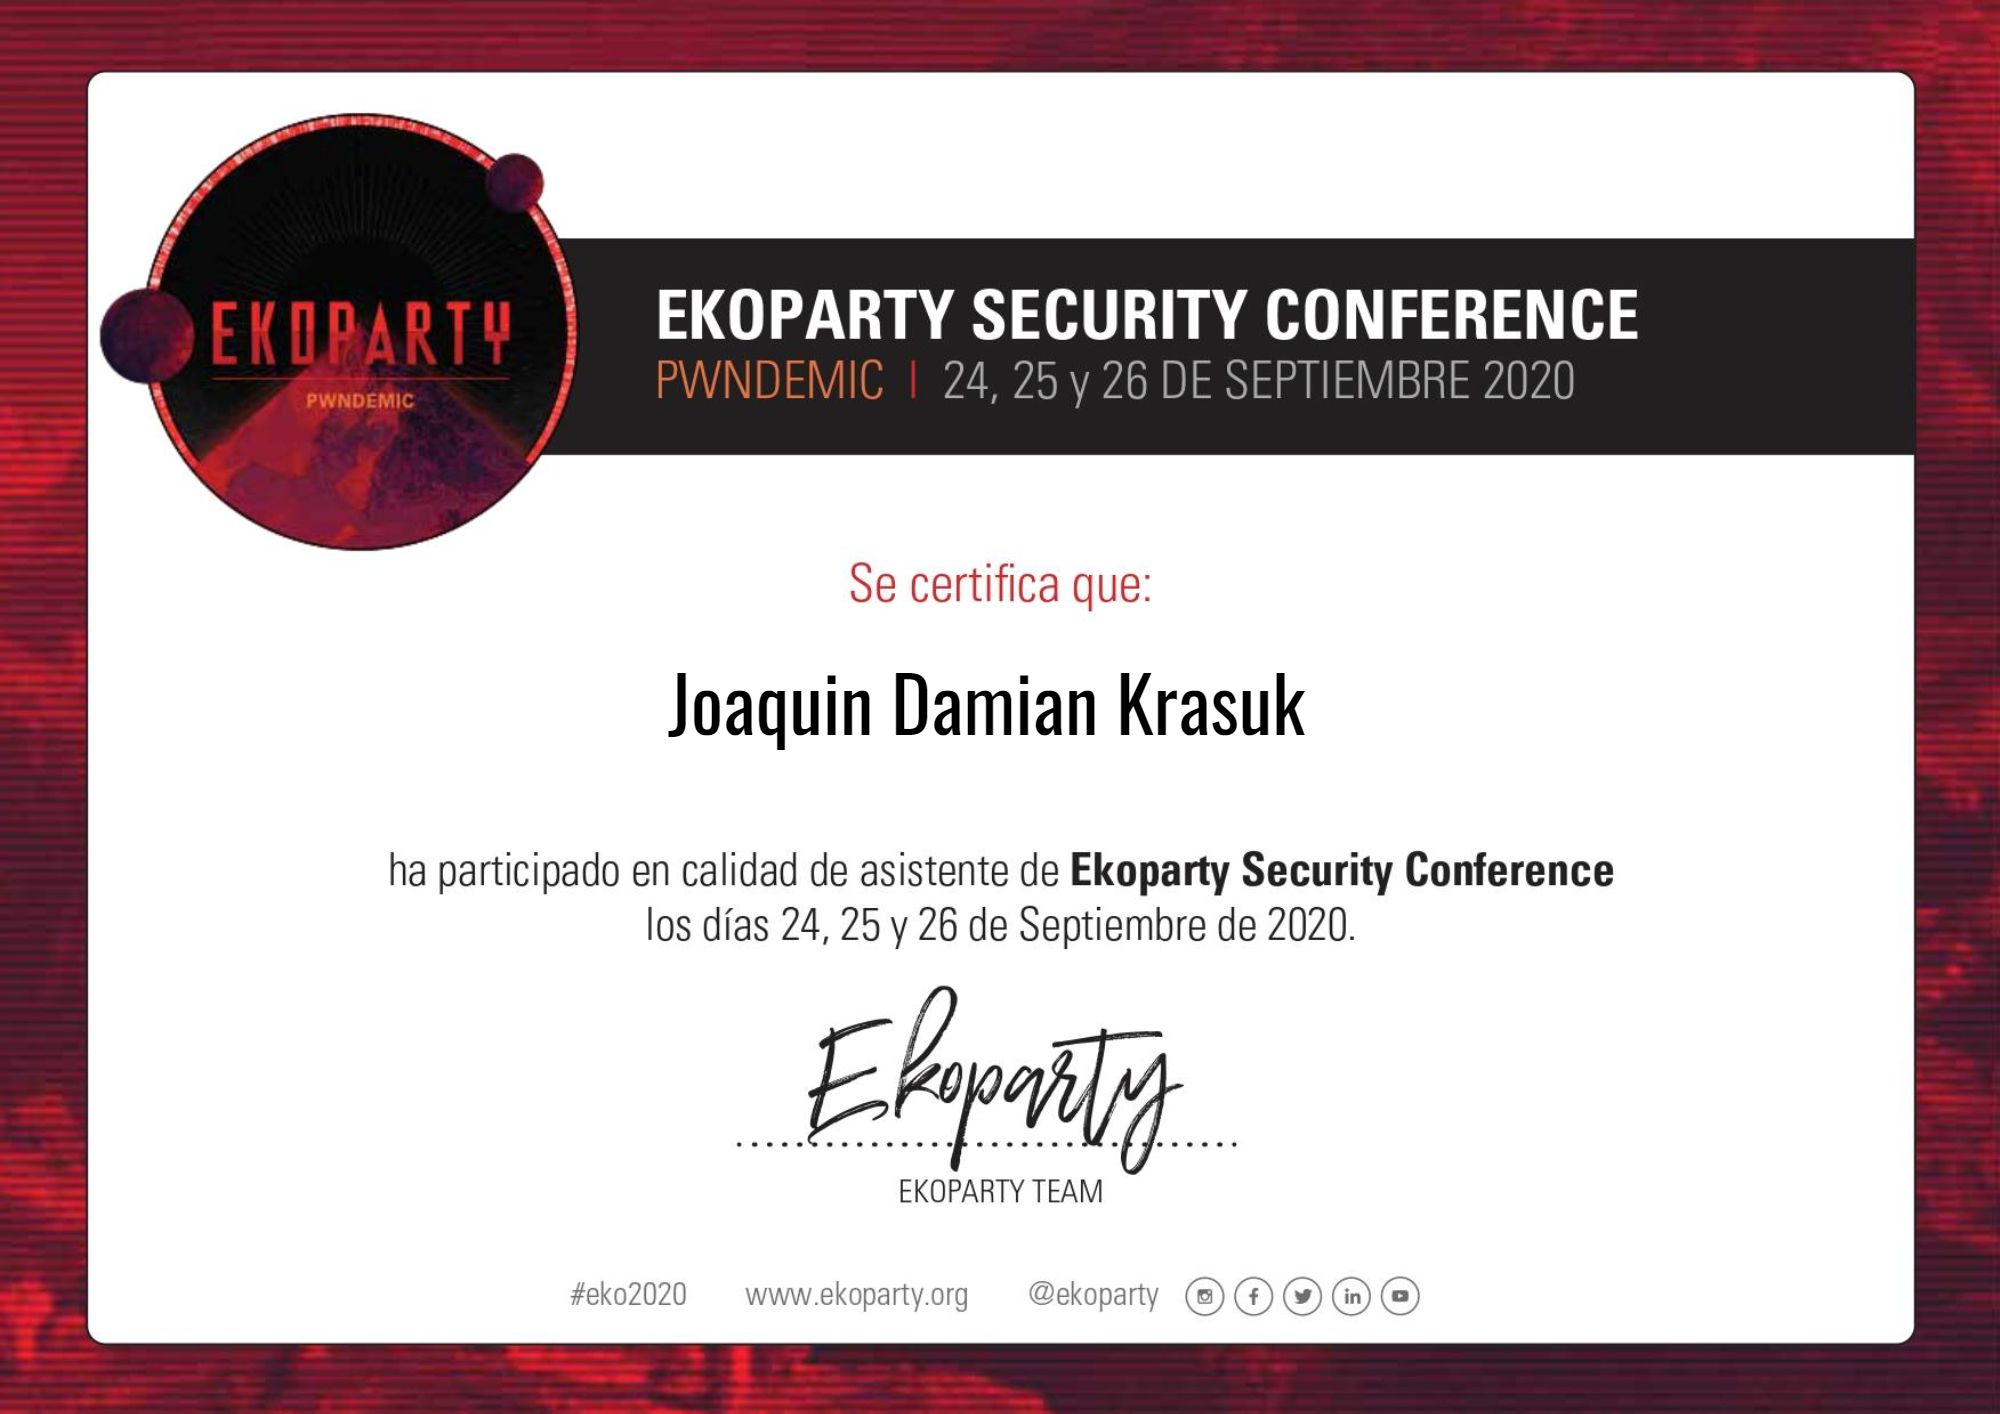 EKOPARTY
PWNDEMIC
EKOPARTY SECURITY CONFERENCE
PWNDEMIC | 24, 25 y 26 DE SEPTIEMBRE 2020
Se certifica que:
Joaquin Damian Krasuk
ha participado en calidad de asistente de Ekoparty Security Conference
los días 24, 25 y 26 de Septiembre de 2020.
Ekoparty
EKOPARTY TEAM
#eko2020 www.ekoparty.org @ekoparty